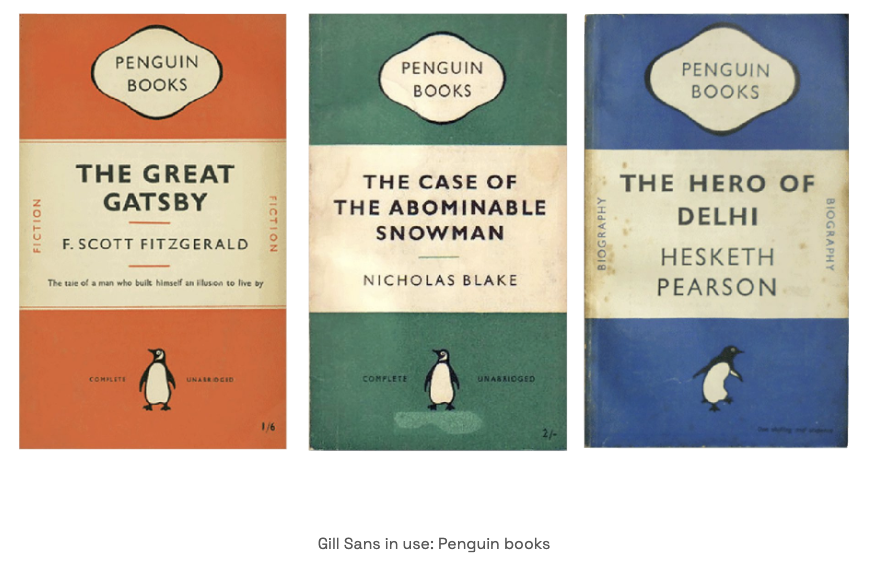 PENGUIN
BOOKS
THE GREAT
GATSBY
FICTION
FICTION
F. SCOTT FITZGERALD
The tale of a man who built himself an illusion to live by
COMPLETE
UNABRIDGED
1/6
PENGUIN
BOOKS
THE CASE OF
THE ABOMINABLE
SNOWMAN
NICHOLAS BLAKE
COMPLETE
UNABRIDGED
2/-
PENGUIN
BOOKS
THE HERO OF
DELHI
BIOGRAPHY
BIOGRAPHY
HESKETH
PEARSON
Gill Sans in use: Penguin books